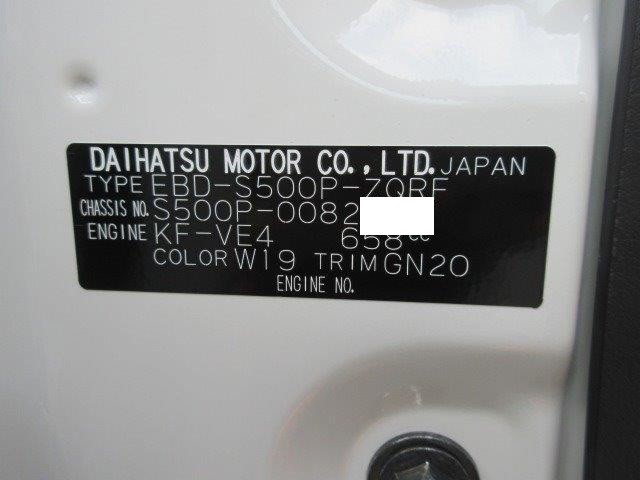 DAIHATSU MOTOR CO., LTD. JAPAN
TYPE EBD-S500P-ZQRF
CHASSIS NO. S500P-0082
ENGINE KF-VE4 658cc
COLOR W19 TRIM GN20
ENGINE NO.